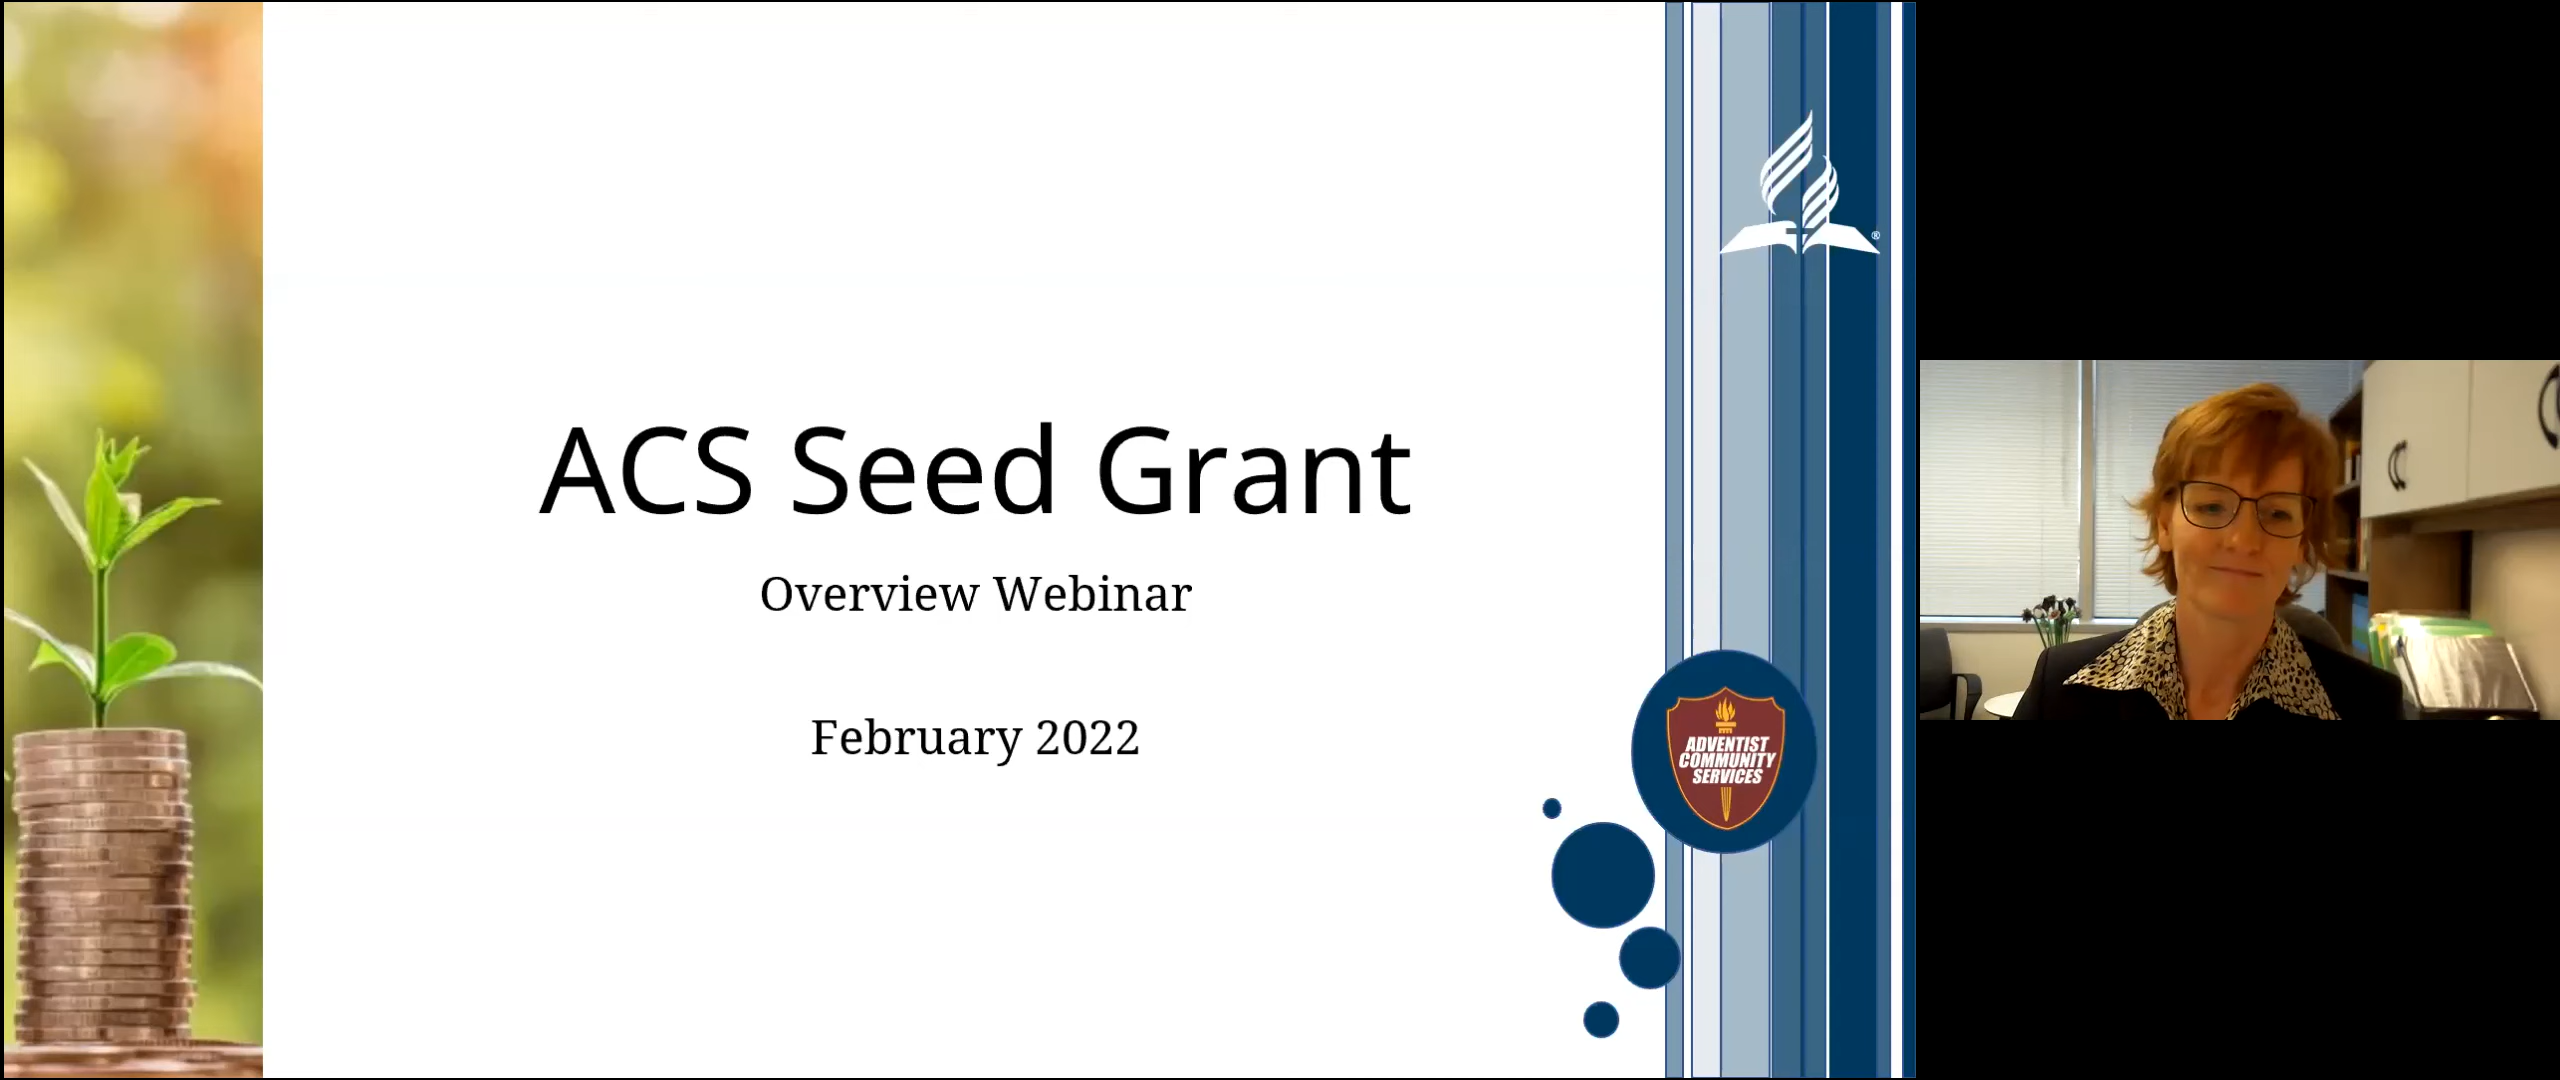 ACS Seed Grant
Overview Webinar
February 2022
®
ADVENTIST
COMMUNITY
SERVICES